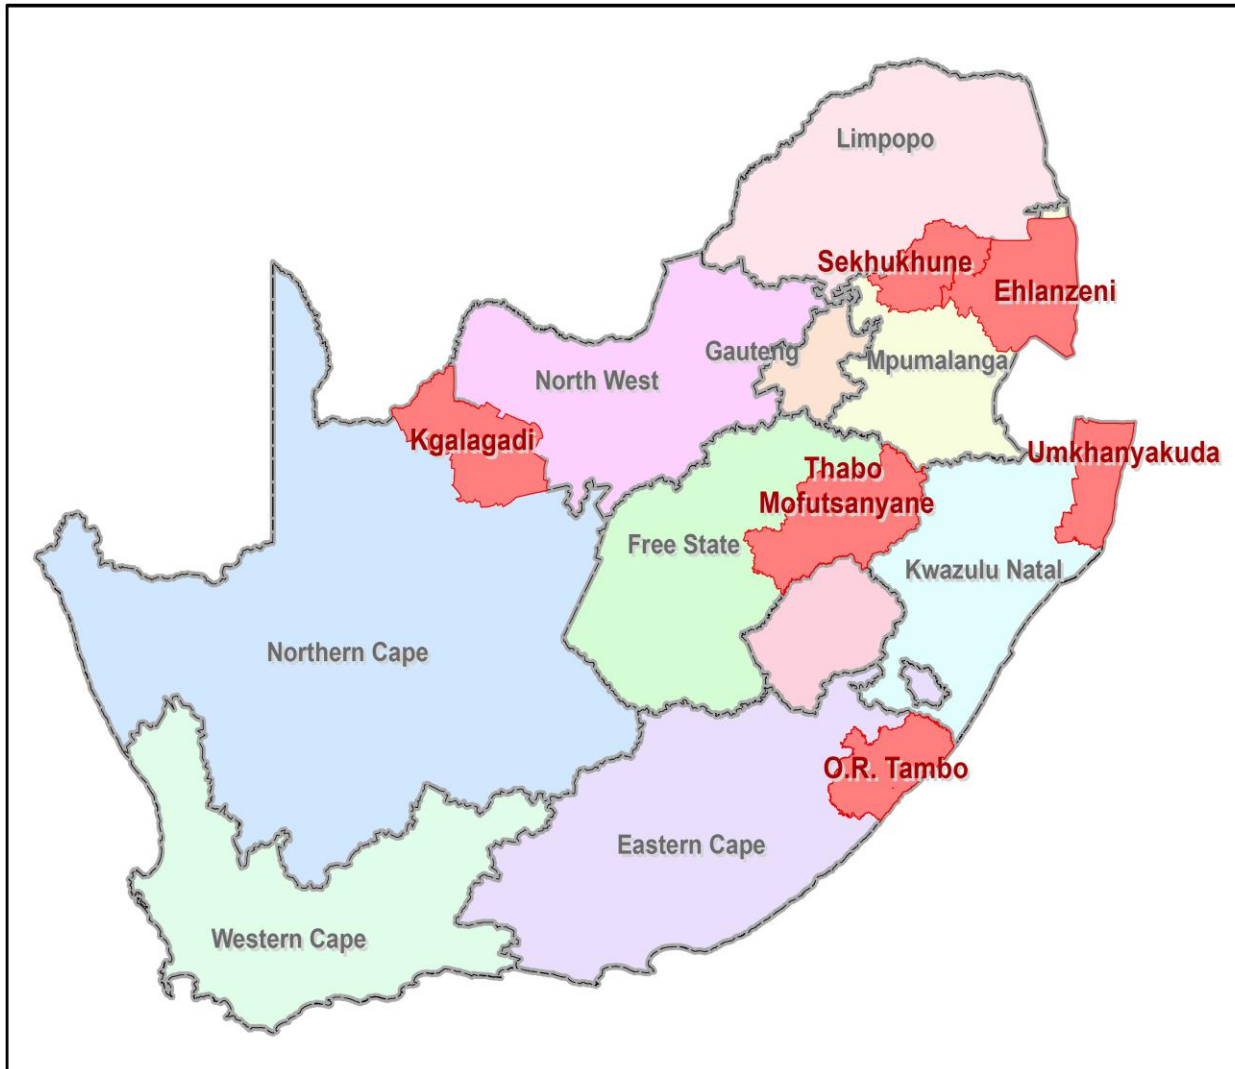 Limpopo
Sekhukhune
Ehlanzeni
Gauteng
Mpumalanga
North West
Kgalagadi
Umkhanyakuda
Thabo
Mofutsanyane
Free State
Kwazulu Natal
Northern Cape
O.R. Tambo
Eastern Cape
Western Cape